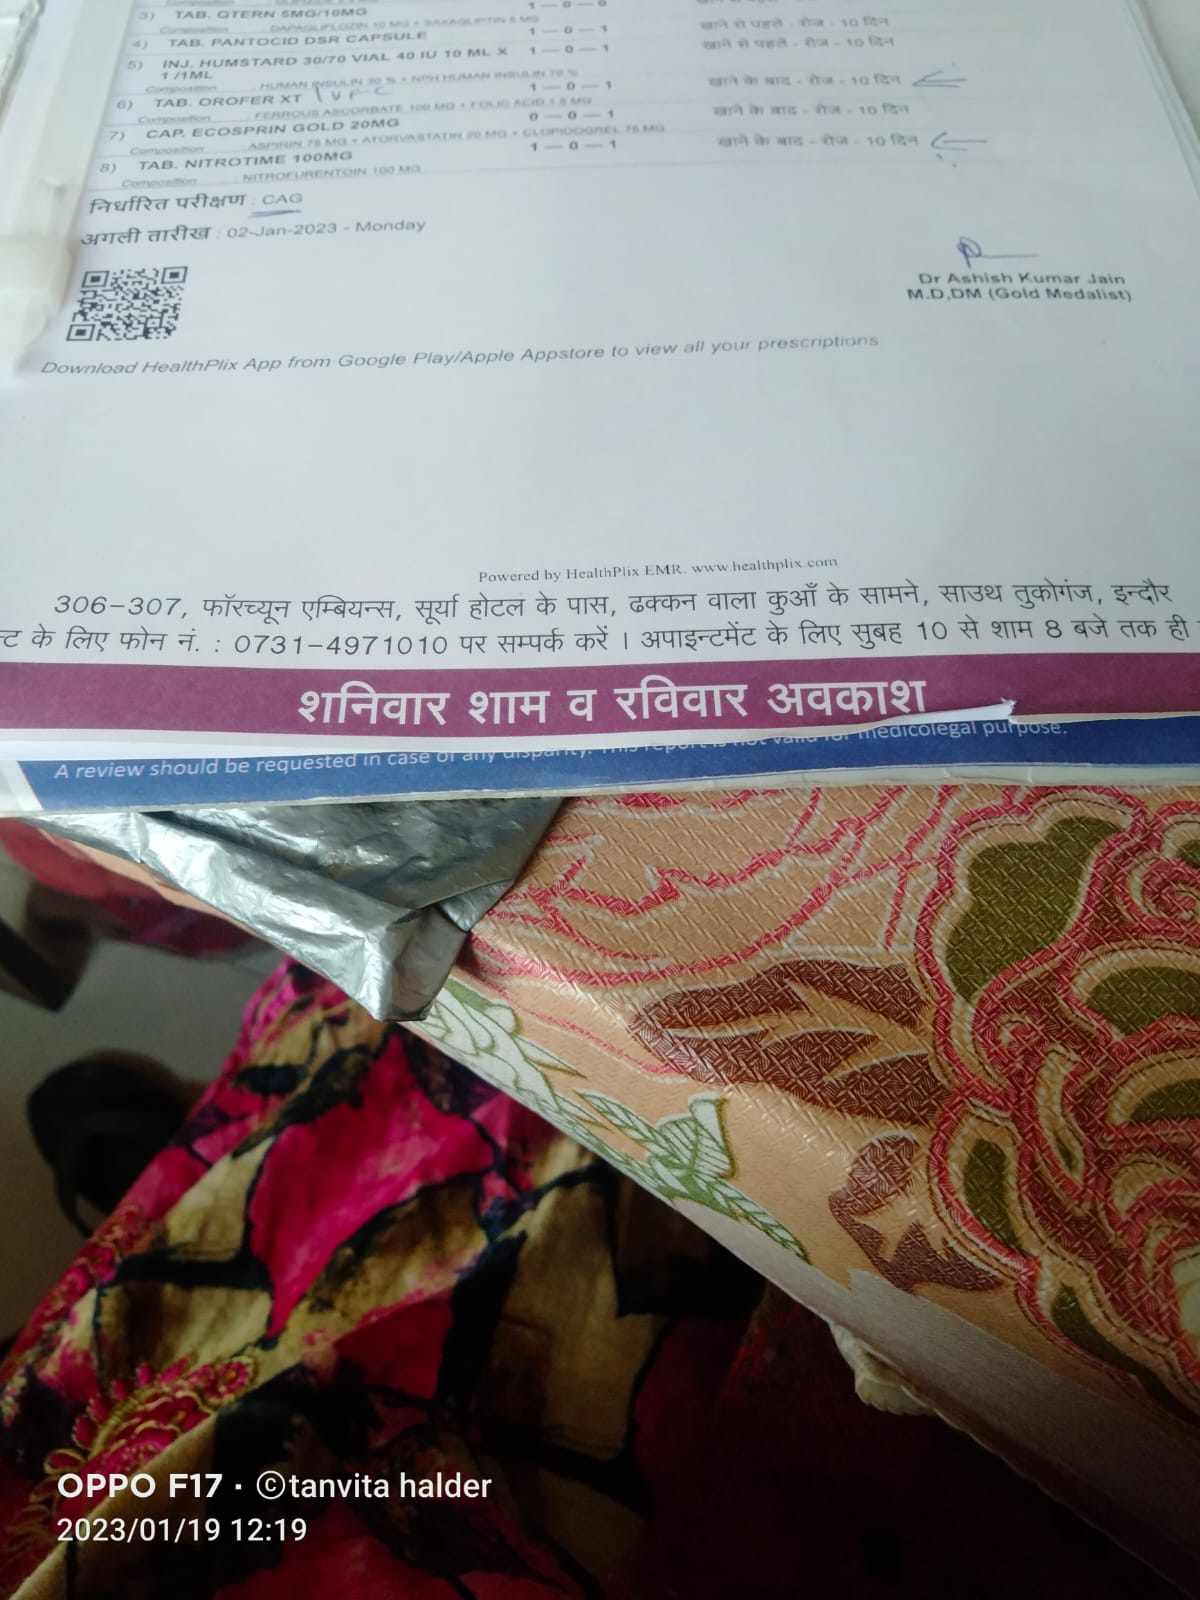 3) TAB. QTERN 5MG/10MG 1 — 0 — 0
Composition : DAPAGLIFLOZIN 10 MG + SAXAGLIPTIN 5 MG
4) TAB. PANTOCID DSR CAPSULE 1 — 0 — 1 खाने से पहले - रोज - 10 दिन
5) INJ. HUMSTARD 30/70 VIAL 40 IU 10 ML X 1 — 0 — 1 खाने से पहले - रोज - 10 दिन
1 /1ML
Composition : HUMAN INSULIN 30 % + NPH HUMAN INSULIN 70 %
6) TAB. OROFER XT 1 — 0 — 1 खाने के बाद - रोज - 10 दिन
Composition : FERROUS ASCORBATE 100 MG + FOLIC ACID 1.5 MG
7) CAP. ECOSPRIN GOLD 20MG 0 — 0 — 1 खाने के बाद - रोज - 10 दिन
Composition : ASPIRIN 75 MG + ATORVASTATIN 20 MG + CLOPIDOGREL 75 MG
8) TAB. NITROTIME 100MG 1 — 0 — 1 खाने के बाद - रोज - 10 दिन
Composition : NITROFURENTOIN 100 MG
निर्धारित परीक्षण : CAG
अगली तारीख : 02-Jan-2023 - Monday
Dr Ashish Kumar Jain
M.D,DM (Gold Medalist)
Download HealthPlix App from Google Play/Apple Appstore to view all your prescriptions
Powered by HealthPlix EMR. www.healthplix.com
306-307, फॉरच्यून एम्बियन्स, सूर्या होटल के पास, ढक्कन वाला कुआँ के सामने, साउथ तुकोगंज, इन्दौर
न्ट के लिए फोन नं. : 0731-4971010 पर सम्पर्क करें । अपाइन्टमेंट के लिए सुबह 10 से शाम 8 बजे तक ही
शनिवार शाम व रविवार अवकाश
A review should be requested in case of any disparity. This report is not valid for medicolegal purpose.
OPPO F17 · ©tanvita halder
2023/01/19 12:19